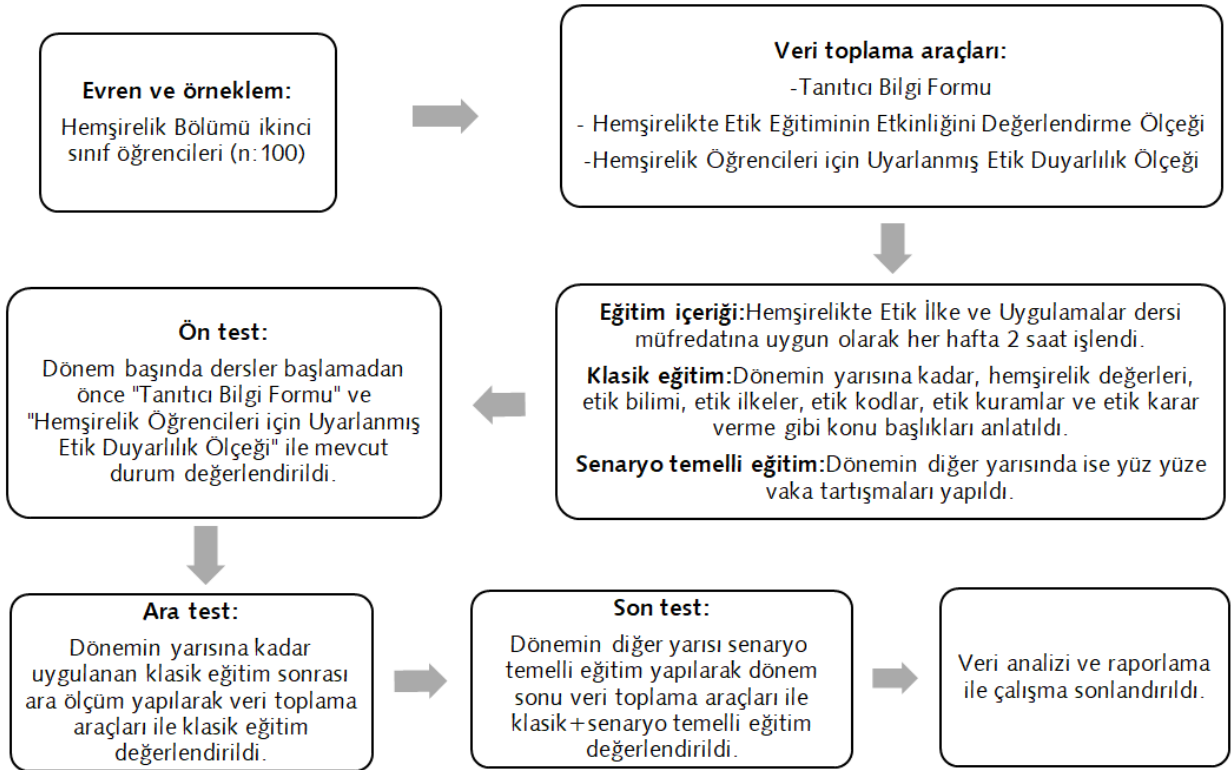 Evren ve örneklem:
Hemşirelik Bölümü ikinci
sınıf öğrencileri (n:100)
Veri toplama araçları:
-Tanıtıcı Bilgi Formu
- Hemşirelikte Etik Eğitiminin Etkinliğini Değerlendirme Ölçeği
-Hemşirelik Öğrencileri için Uyarlanmış Etik Duyarlılık Ölçeği
Eğitim içeriği:Hemşirelikte Etik İlke ve Uygulamalar dersi
müfredatına uygun olarak her hafta 2 saat işlendi.
Klasik eğitim:Dönemin yarısına kadar, hemşirelik değerleri,
etik bilimi, etik ilkeler, etik kodlar, etik kuramlar ve etik karar
verme gibi konu başlıkları anlatıldı.
Senaryo temelli eğitim:Dönemin diğer yarısında ise yüz yüze
vaka tartışmaları yapıldı.
Ön test:
Dönem başında dersler başlamadan
önce "Tanıtıcı Bilgi Formu" ve
"Hemşirelik Öğrencileri için Uyarlanmış
Etik Duyarlılık Ölçeği" ile mevcut
durum değerlendirildi.
Ara test:
Dönemin yarısına kadar
uygulanan klasik eğitim sonrası
ara ölçüm yapılarak veri toplama
araçları ile klasik eğitim
değerlendirildi.
Son test:
Dönemin diğer yarısı senaryo
temelli eğitim yapılarak dönem
sonu veri toplama araçları ile
klasik+senaryo temelli eğitim
değerlendirildi.
Veri analizi ve raporlama
ile çalışma sonlandırıldı.